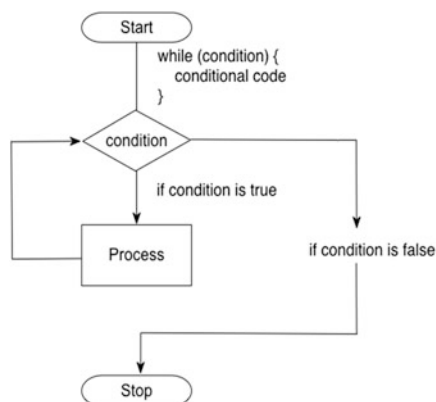 Start
while (condition) {
conditional code
}
condition
if condition is true
Process
if condition is false
Stop